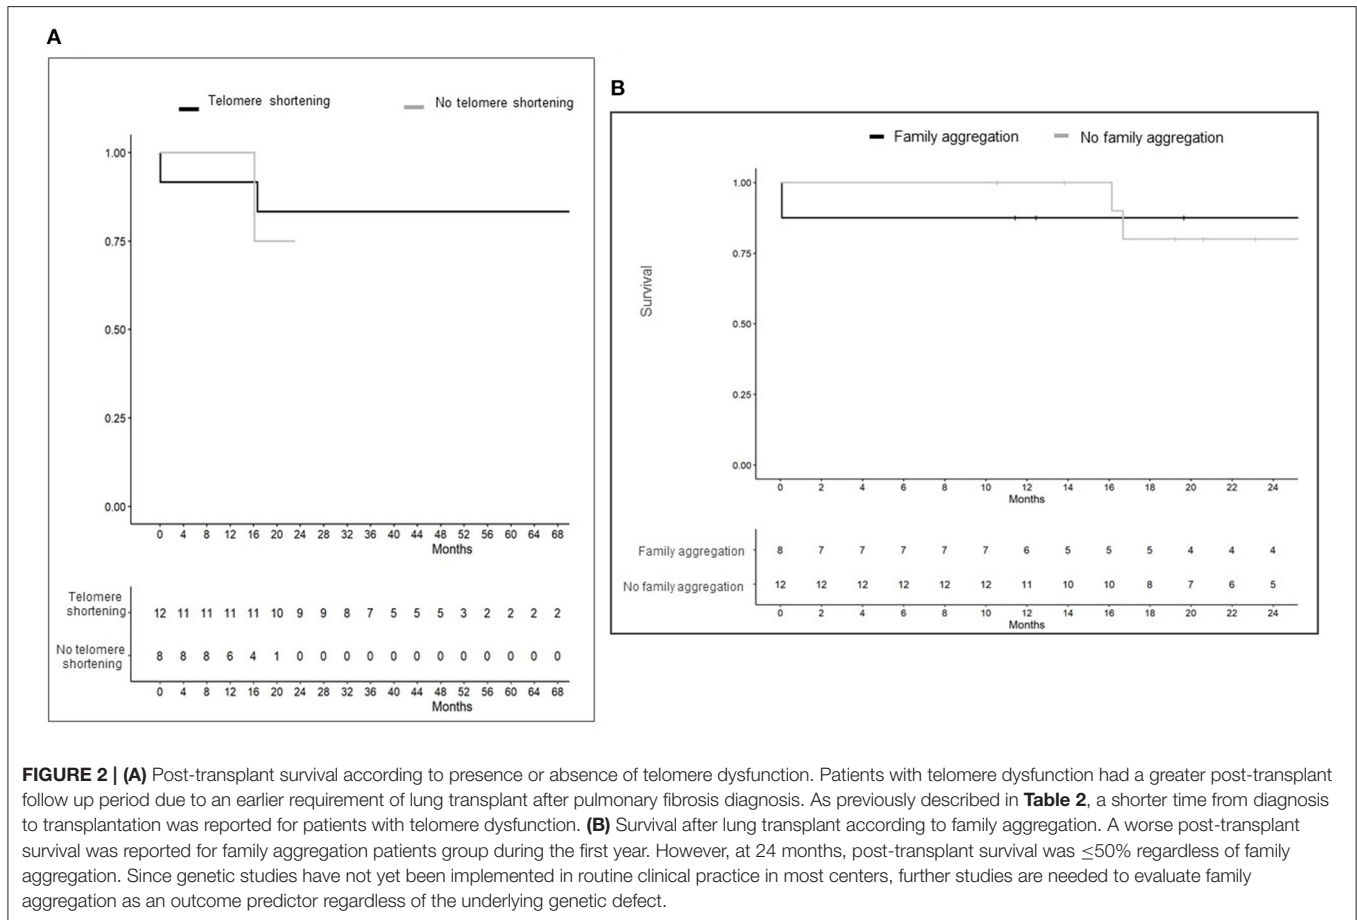 A
Telomere shortening No telomere shortening
1.00
0.75
0.50
0.25
0.00
0 4 8 12 16 20 24 28 32 36 40 44 48 52 56 60 64 68
Months
Telomere
shortening 12 11 11 11 11 10 9 9 8 7 5 5 5 3 2 2 2 2
No telomere
shortening 8 8 8 6 4 1 0 0 0 0 0 0 0 0 0 0 0 0
0 4 8 12 16 20 24 28 32 36 40 44 48 52 56 60 64 68
Months
B
Family aggregation No family aggregation
Survival
1.00
0.75
0.50
0.25
0.00
0 2 4 6 8 10 12 14 16 18 20 22 24
Months
Family aggregation 8 7 7 7 7 7 6 5 5 5 4 4 4
No family aggregation 12 12 12 12 12 12 11 10 10 8 7 6 5
0 2 4 6 8 10 12 14 16 18 20 22 24
Months
FIGURE 2 | (A) Post-transplant survival according to presence or absence of telomere dysfunction. Patients with telomere dysfunction had a greater post-transplant
follow up period due to an earlier requirement of lung transplant after pulmonary fibrosis diagnosis. As previously described in Table 2, a shorter time from diagnosis
to transplantation was reported for patients with telomere dysfunction. (B) Survival after lung transplant according to family aggregation. A worse post-transplant
survival was reported for family aggregation patients group during the first year. However, at 24 months, post-transplant survival was ≤50% regardless of family
aggregation. Since genetic studies have not yet been implemented in routine clinical practice in most centers, further studies are needed to evaluate family
aggregation as an outcome predictor regardless of the underlying genetic defect.